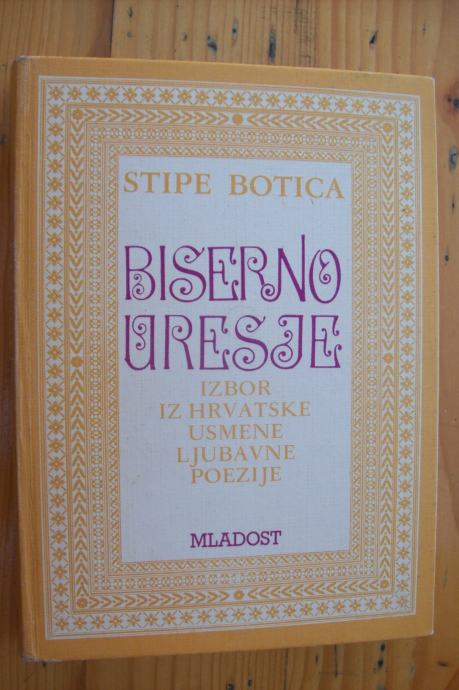 STIPE BOTICA
BISERNO
URESJE
IZBOR
IZ HRVATSKE
USMENE
LJUBAVNE
POEZIJE
MLADOST